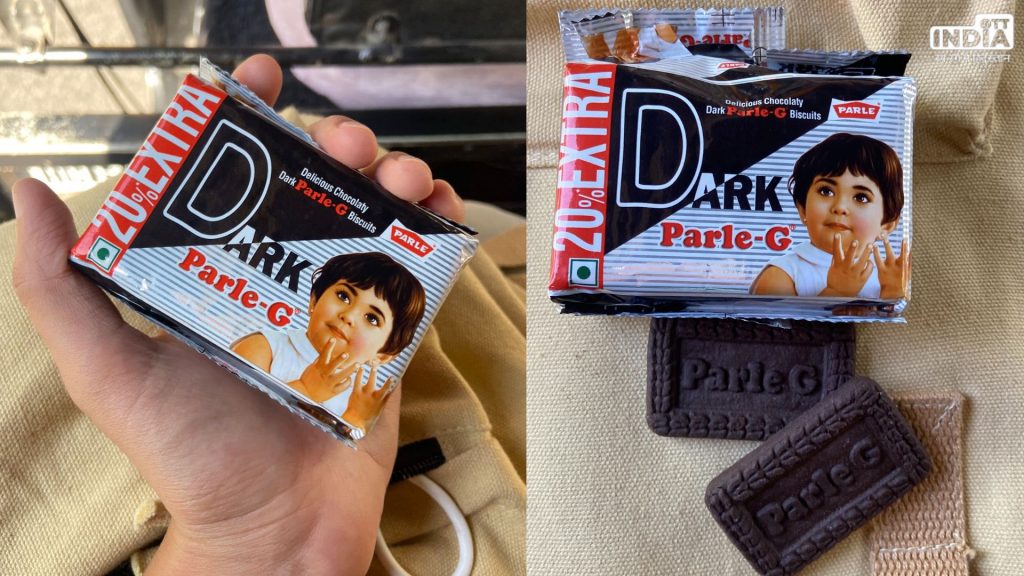 20% EXTRA
DARK
Delicious Chocolaty
Dark Parle-G Biscuits
PARLE
Parle-G®
OTT
INDIA
20% EXTRA
DARK
Delicious Chocolaty
Dark Parle-G Biscuits
PARLE
Parle-G®
Parle G
Parle G